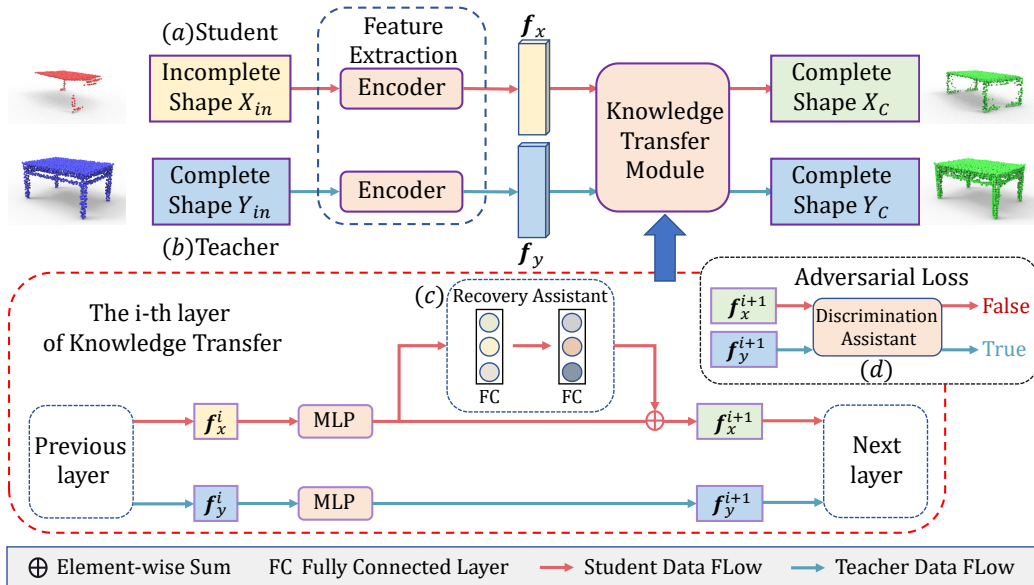 (a)Student
Feature
Extraction
f_x
Incomplete
Shape X_in
Encoder
Knowledge
Transfer
Module
Complete
Shape X_C
Complete
Shape Y_in
Encoder
Complete
Shape Y_C
(b)Teacher
f_y
The i-th layer
of Knowledge Transfer
(c) Recovery Assistant
FC
FC
Adversarial Loss
f_x^{i+1}
Discrimination
Assistant
False
f_y^{i+1}
True
(d)
Previous
layer
f_x^i
MLP
f_x^{i+1}
Next
layer
f_y^i
MLP
f_y^{i+1}
⊕ Element-wise Sum FC Fully Connected Layer → Student Data FLow → Teacher Data FLow